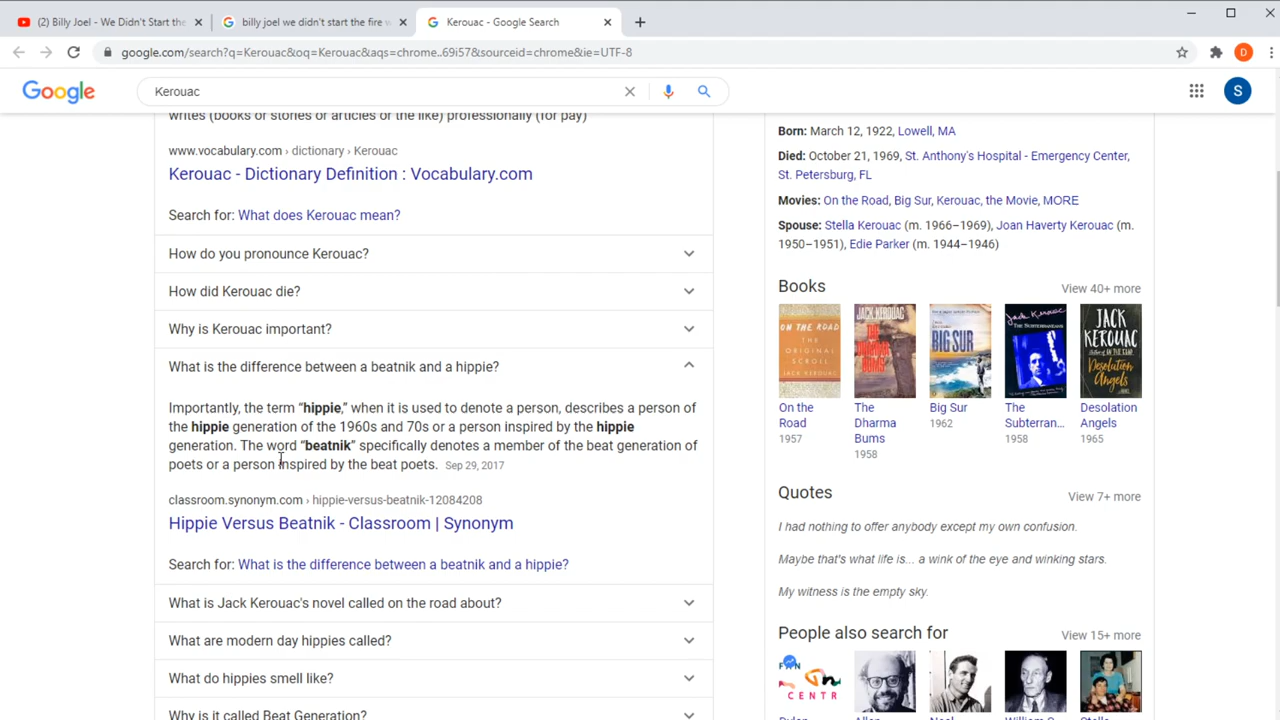 (2) Billy Joel - We Didn't Start the
billy joel we didn't start the fire w
Kerouac - Google Search
google.com/search?q=Kerouac&oq=Kerouac&aqs=chrome..69i57&sourceid=chrome&ie=UTF-8
D
Google
Kerouac
S
writes (books or stories or articles or the like) professionally (for pay)
www.vocabulary.com › dictionary › Kerouac
Kerouac - Dictionary Definition : Vocabulary.com
Search for: What does Kerouac mean?
How do you pronounce Kerouac?
How did Kerouac die?
Why is Kerouac important?
What is the difference between a beatnik and a hippie?
Importantly, the term “hippie,” when it is used to denote a person, describes a person of
the hippie generation of the 1960s and 70s or a person inspired by the hippie
generation. The word “beatnik” specifically denotes a member of the beat generation of
poets or a person inspired by the beat poets. Sep 29, 2017
classroom.synonym.com › hippie-versus-beatnik-12084208
Hippie Versus Beatnik - Classroom | Synonym
Search for: What is the difference between a beatnik and a hippie?
What is Jack Kerouac's novel called on the road about?
What are modern day hippies called?
What do hippies smell like?
Why is it called Beat Generation?
Born: March 12, 1922, Lowell, MA
Died: October 21, 1969, St. Anthony's Hospital - Emergency Center,
St. Petersburg, FL
Movies: On the Road, Big Sur, Kerouac, the Movie, MORE
Spouse: Stella Kerouac (m. 1966–1969), Joan Haverty Kerouac (m.
1950–1951), Edie Parker (m. 1944–1946)
Books
View 40+ more
ON THE ROAD
THE
ORIGINAL
SCROLL
JACK KEROUAC
JACK KEROUAC
THE
DHARMA
BUMS
BIG
SUR
Jack Kerouac
THE SUBTERRANEANS
JACK
KEROUAC
Desolation
Angels
On the
Road
1957
The
Dharma
Bums
1958
Big Sur
1962
The
Subterran...
1958
Desolation
Angels
1965
Quotes
View 7+ more
I had nothing to offer anybody except my own confusion.
Maybe that's what life is... a wink of the eye and winking stars.
My witness is the empty sky.
People also search for
View 15+ more
CENTR